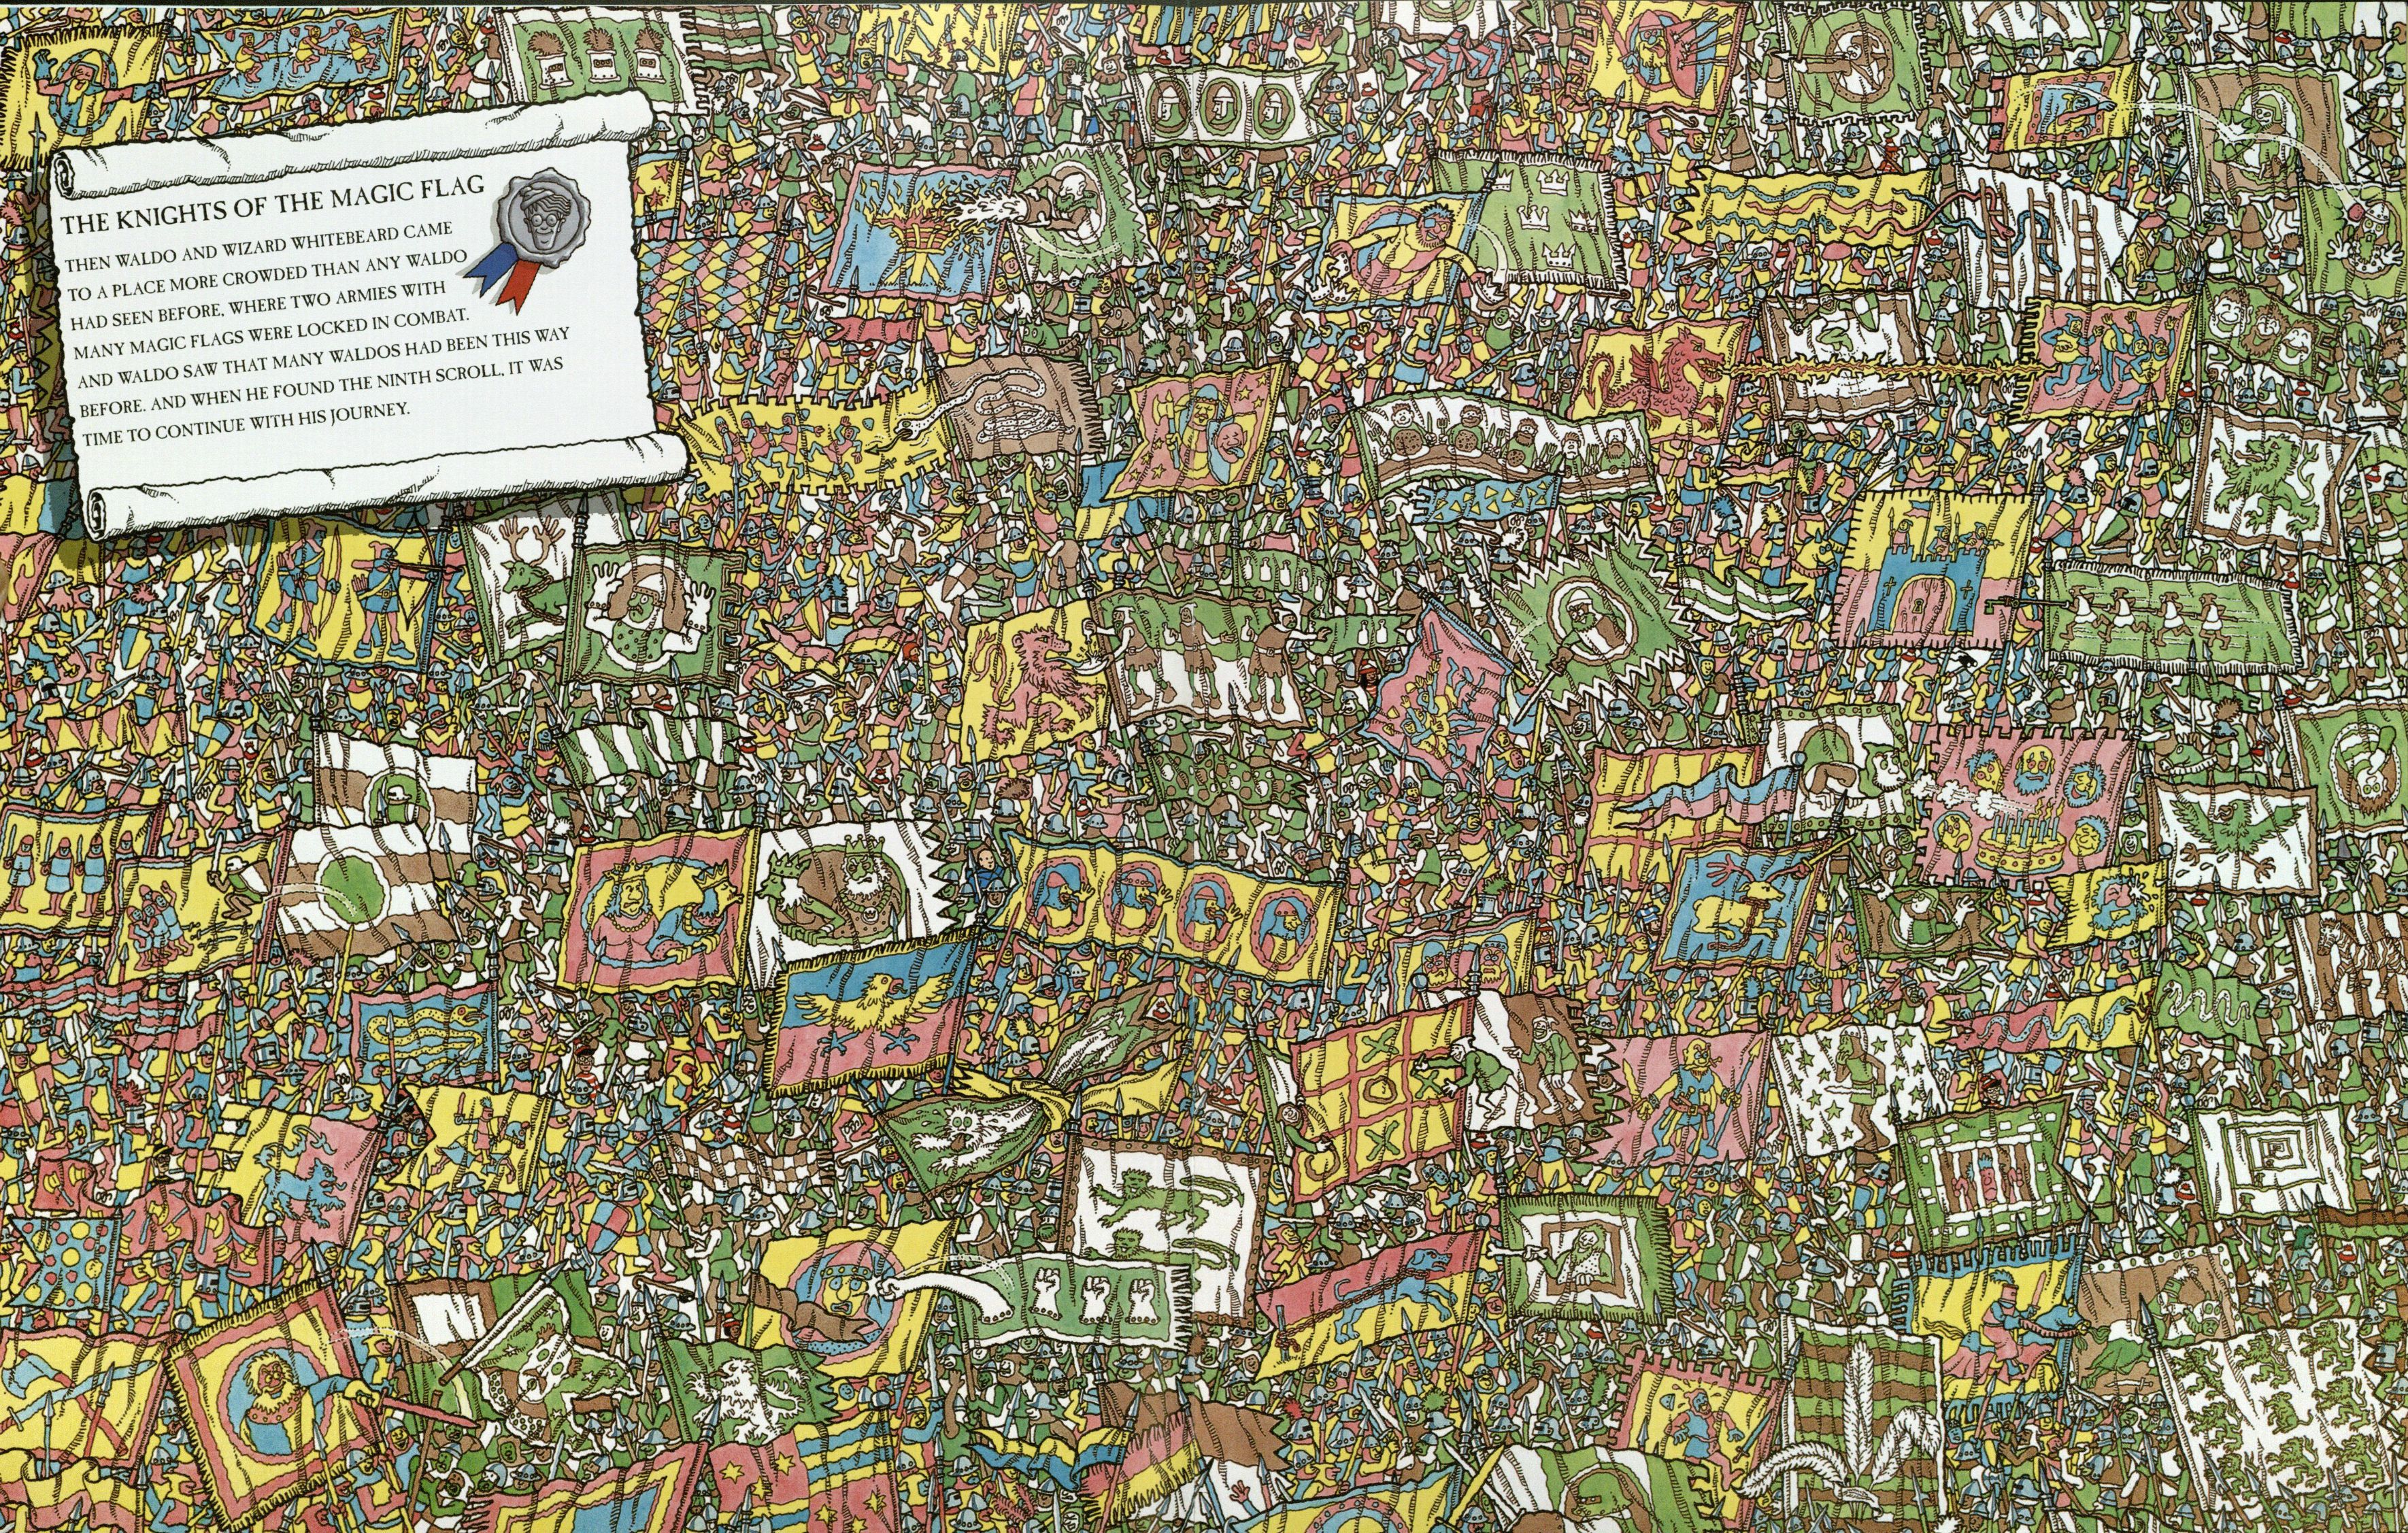 THE KNIGHTS OF THE MAGIC FLAG
THEN WALDO AND WIZARD WHITEBEARD CAME
TO A PLACE MORE CROWDED THAN ANY WALDO
HAD SEEN BEFORE, WHERE TWO ARMIES WITH
MANY MAGIC FLAGS WERE LOCKED IN COMBAT.
AND WALDO SAW THAT MANY WALDOS HAD BEEN THIS WAY
BEFORE. AND WHEN HE FOUND THE NINTH SCROLL, IT WAS
TIME TO CONTINUE WITH HIS JOURNEY.